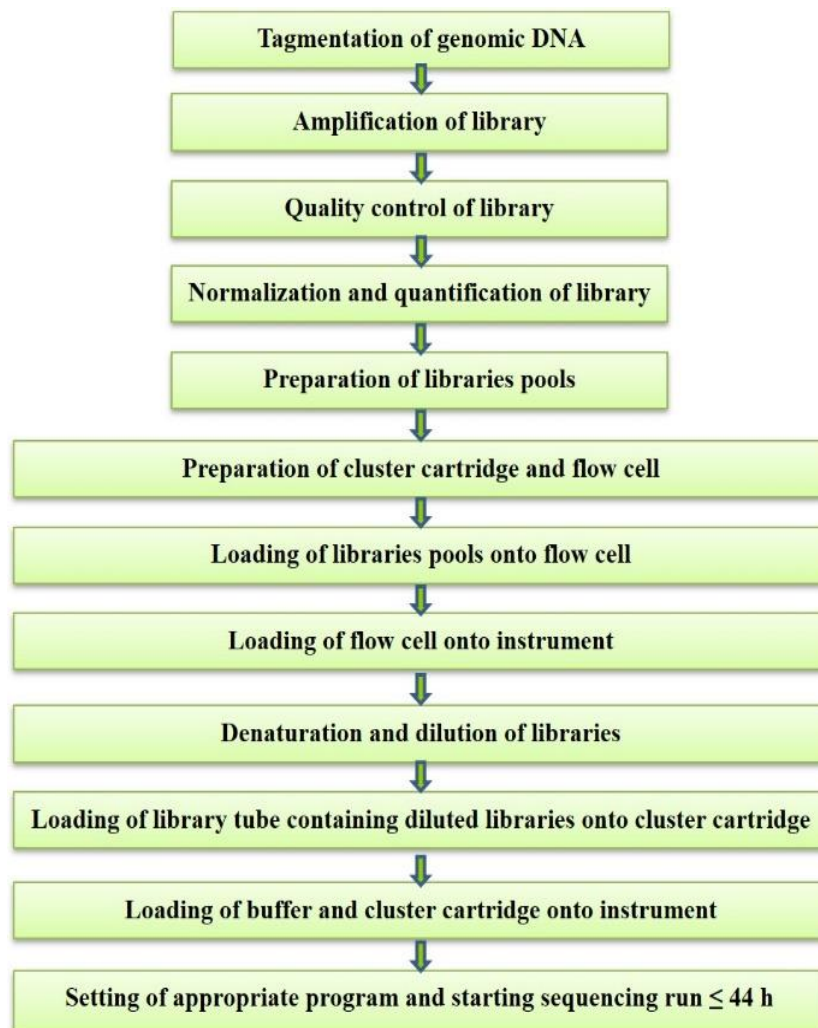 Tagmentation of genomic DNA
Amplification of library
Quality control of library
Normalization and quantification of library
Preparation of libraries pools
Preparation of cluster cartridge and flow cell
Loading of libraries pools onto flow cell
Loading of flow cell onto instrument
Denaturation and dilution of libraries
Loading of library tube containing diluted libraries onto cluster cartridge
Loading of buffer and cluster cartridge onto instrument
Setting of appropriate program and starting sequencing run ≤ 44 h